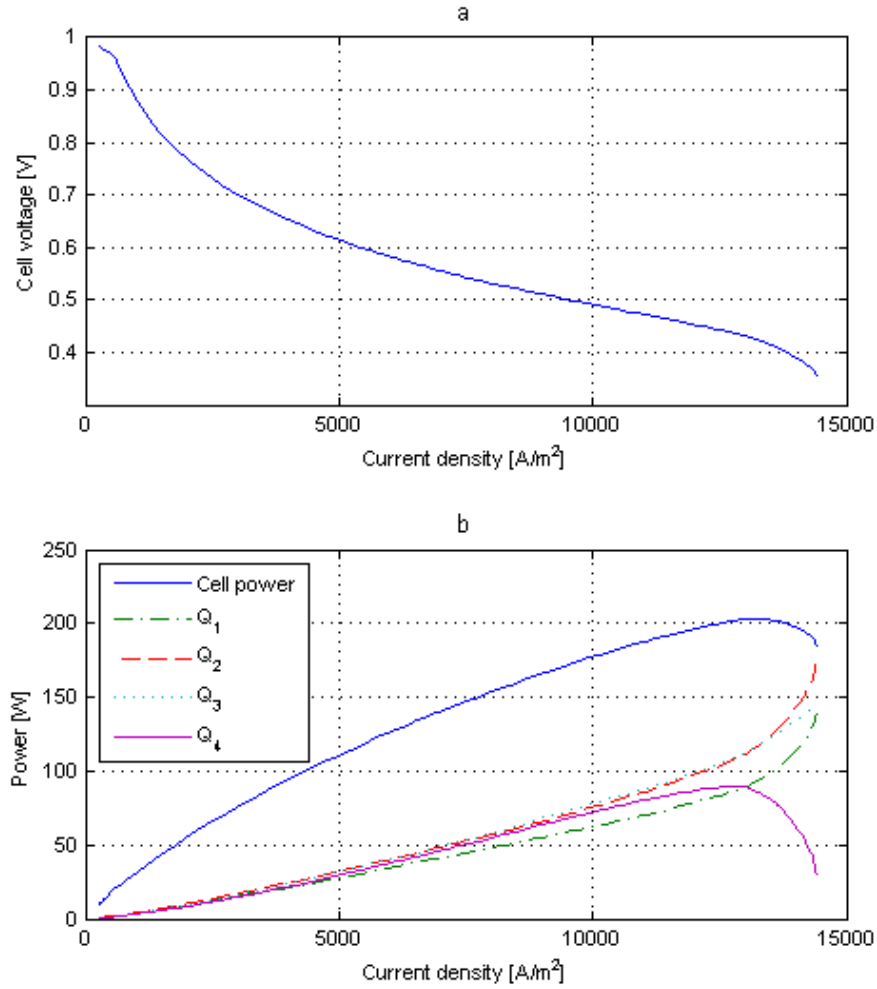 a
1
0.9
0.8
0.7
0.6
0.5
0.4
Cell voltage [V]
0
5000
10000
15000
Current density [A/m²]
b
250
200
150
100
50
0
Power [W]
Cell power
Q₁
Q₂
Q₃
Q₄
0
5000
10000
15000
Current density [A/m²]